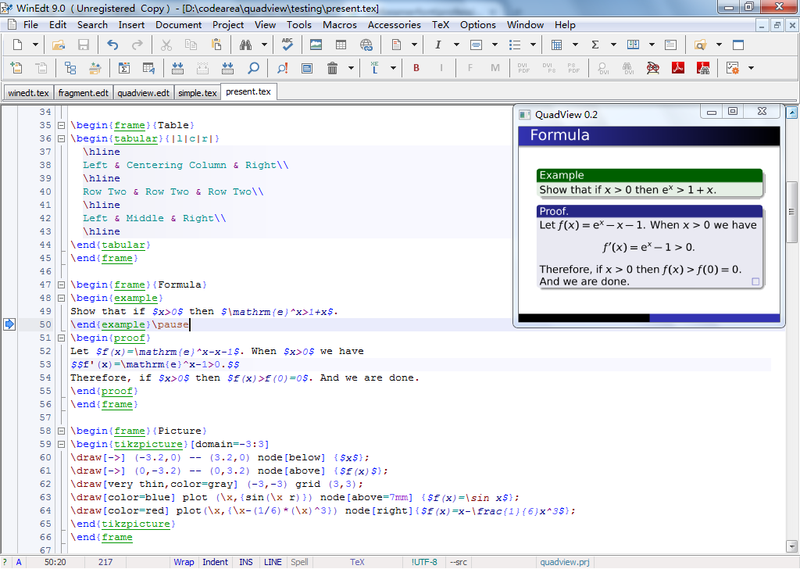 WinEdt 9.0 ( Unregistered Copy ) - [D:\codearea\quadview\testing\present.tex]
File Edit Search Insert Document Project View Tools Macros Accessories TeX Options Window Help
winedt.tex fragment.edt quadview.edt simple.tex present.tex
34
35 \begin{frame}{Table}
36 \begin{tabular}{|l|c|r|}
37 \hline
38 Left & Centering Column & Right\\
39 \hline
40 Row Two & Row Two & Row Two\\
41 \hline
42 Left & Middle & Right\\
43 \hline
44 \end{tabular}
45 \end{frame}
46
47 \begin{frame}{Formula}
48 \begin{example}
49 Show that if $x>0$ then $\mathrm{e}^x>1+x$.
50 \end{example}\pause
51 \begin{proof}
52 Let $f(x)=\mathrm{e}^x-x-1$. When $x>0$ we have
53 $$f'(x)=\mathrm{e}^x-1>0.$$
54 Therefore, if $x>0$ then $f(x)>f(0)=0$. And we are done.
55 \end{proof}
56 \end{frame}
57
58 \begin{frame}{Picture}
59 \begin{tikzpicture}[domain=-3:3]
60 \draw[->] (-3.2,0) -- (3.2,0) node[below] {$x$};
61 \draw[->] (0,-3.2) -- (0,3.2) node[above] {$f(x)$};
62 \draw[very thin,color=gray] (-3,-3) grid (3,3);
63 \draw[color=blue] plot (\x,{sin(\x r)}) node[above=7mm] {$f(x)=\sin x$};
64 \draw[color=red] plot(\x,{\x-(1/6)*(\x)^3}) node[right]{$f(x)=x-\frac{1}{6}x^3$};
65 \end{tikzpicture}
66 \end{frame
67
QuadView 0.2
Formula
Example
Show that if x > 0 then eˣ > 1 + x.
Proof.
Let f(x) = eˣ − x − 1. When x > 0 we have
f′(x) = eˣ − 1 > 0.
Therefore, if x > 0 then f(x) > f(0) = 0.
And we are done.
? A 50:20 217 Wrap Indent INS LINE Spell TeX !UTF-8 --src quadview.prj